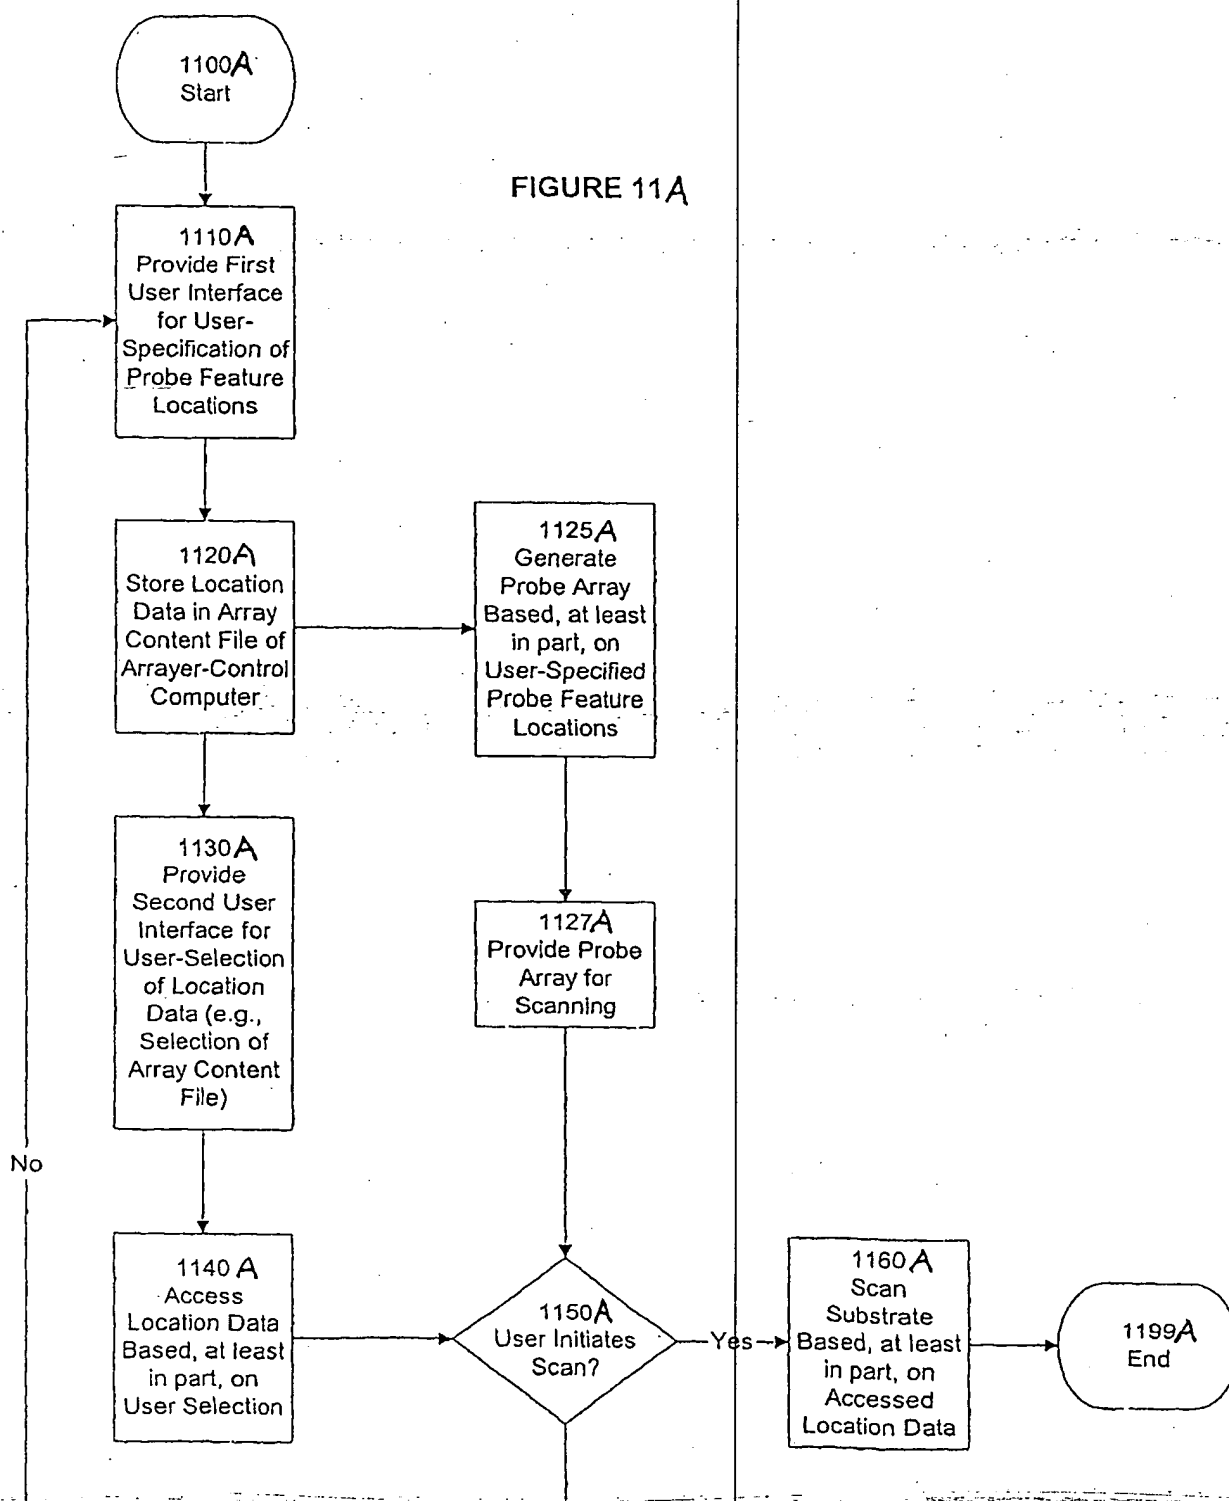 1100A
Start
FIGURE 11A
1110A
Provide First
User Interface
for User-
Specification of
Probe Feature
Locations
1120A
Store Location
Data in Array
Content File of
Arrayer-Control
Computer
1125A
Generate
Probe Array
Based, at least
in part, on
User-Specified
Probe Feature
Locations
1130A
Provide
Second User
Interface for
User-Selection
of Location
Data (e.g.,
Selection of
Array Content
File)
1127A
Provide Probe
Array for
Scanning
No
1140A
Access
Location Data
Based, at least
in part, on
User Selection
1150A
User Initiates
Scan?
Yes
1160A
Scan
Substrate
Based, at least
in part, on
Accessed
Location Data
1199A
End